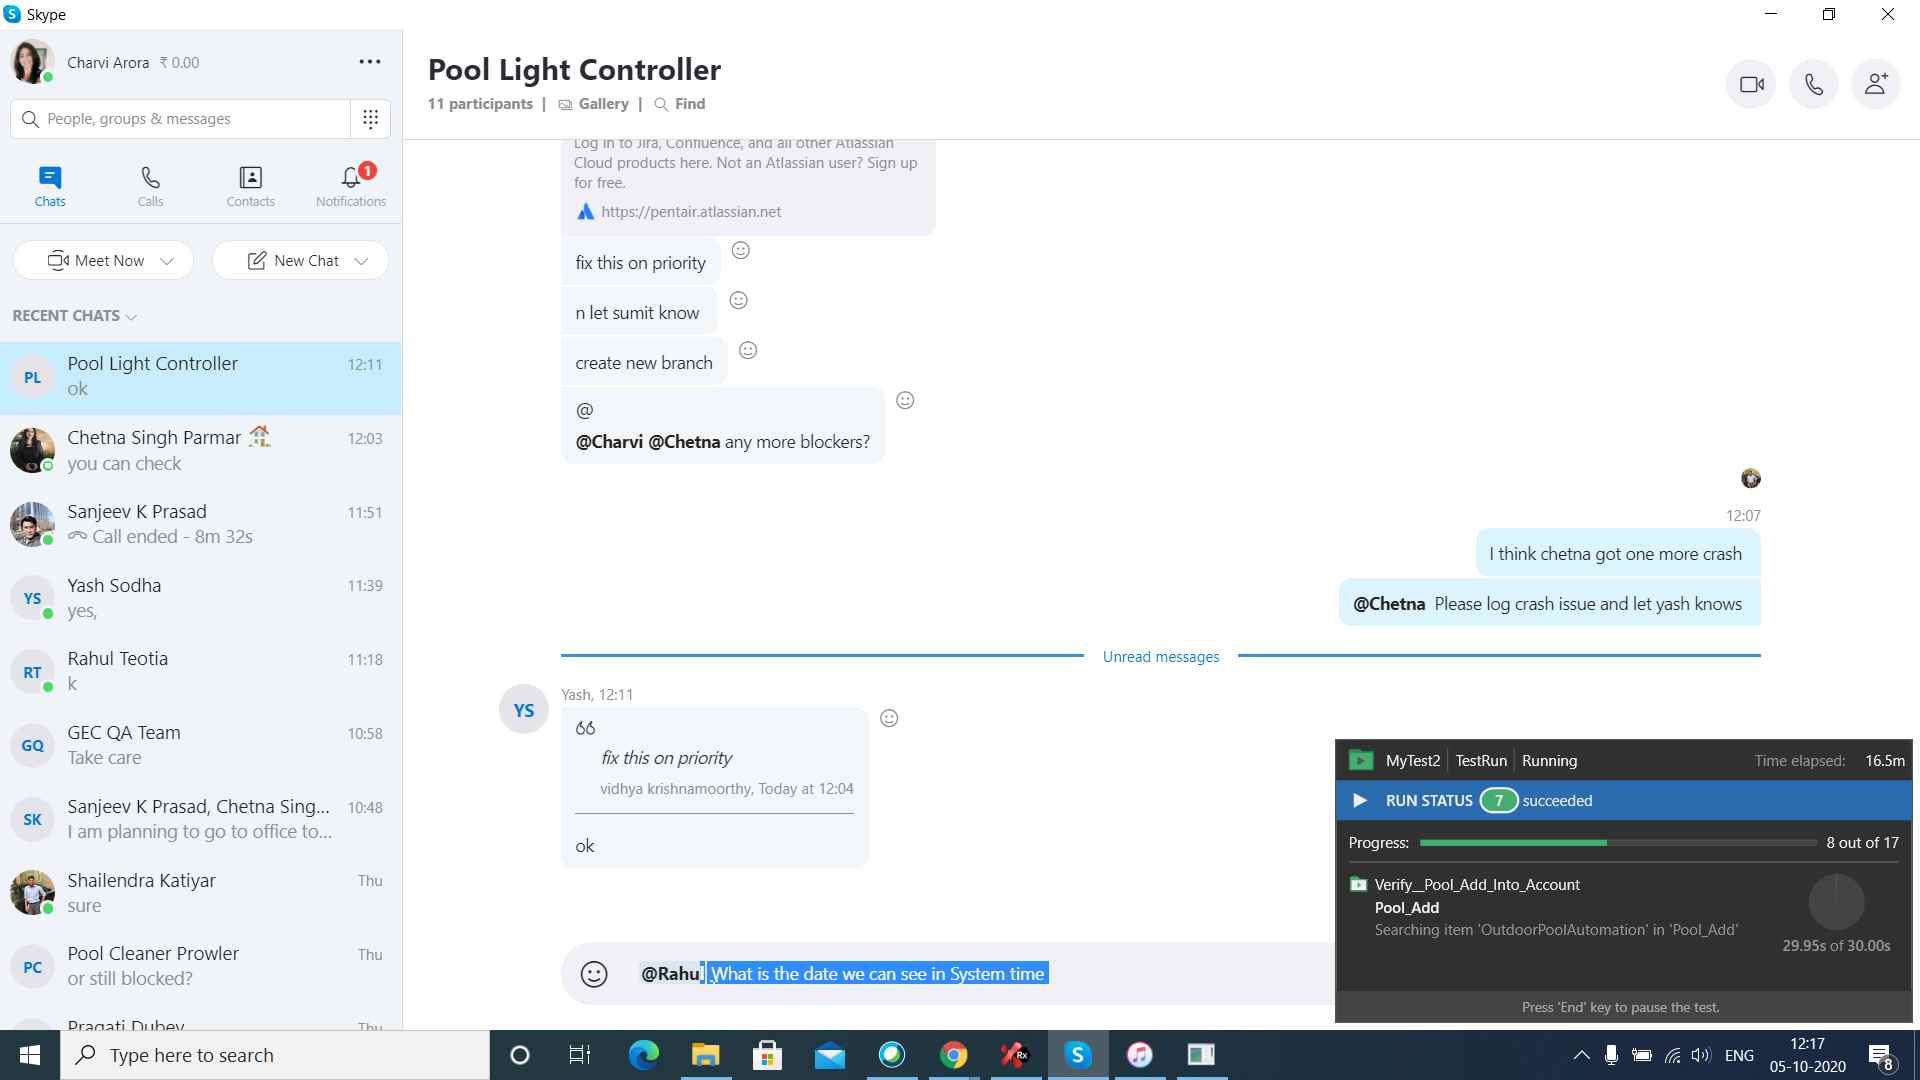 Skype
Charvi Arora ₹ 0.00
People, groups & messages
Chats
Calls
Contacts
Notifications
1
Meet Now
New Chat
RECENT CHATS
PL
Pool Light Controller 12:11
ok
Chetna Singh Parmar 12:03
you can check
Sanjeev K Prasad 11:51
Call ended - 8m 32s
YS
Yash Sodha 11:39
yes,
RT
Rahul Teotia 11:18
k
GQ
GEC QA Team 10:58
Take care
SK
Sanjeev K Prasad, Chetna Sing... 10:48
I am planning to go to office to...
Shailendra Katiyar Thu
sure
PC
Pool Cleaner Prowler Thu
or still blocked?
Pragati Dubey Thu
Pool Light Controller
11 participants | Gallery | Find
Log in to Jira, Confluence, and all other Atlassian
Cloud products here. Not an Atlassian user? Sign up
for free.
https://pentair.atlassian.net
fix this on priority
n let sumit know
create new branch
@
@Charvi @Chetna any more blockers?
12:07
I think chetna got one more crash
@Chetna Please log crash issue and let yash knows
Unread messages
YS
Yash, 12:11
fix this on priority
vidhya krishnamoorthy, Today at 12:04
ok
@Rahul What is the date we can see in System time
MyTest2 TestRun Running Time elapsed: 16.5m
RUN STATUS 7 succeeded
Progress: 8 out of 17
Verify__Pool_Add_Into_Account
Pool_Add
Searching item 'OutdoorPoolAutomation' in 'Pool_Add'
29.95s of 30.00s
Press 'End' key to pause the test.
Type here to search
Rx
ENG
12:17
05-10-2020
8